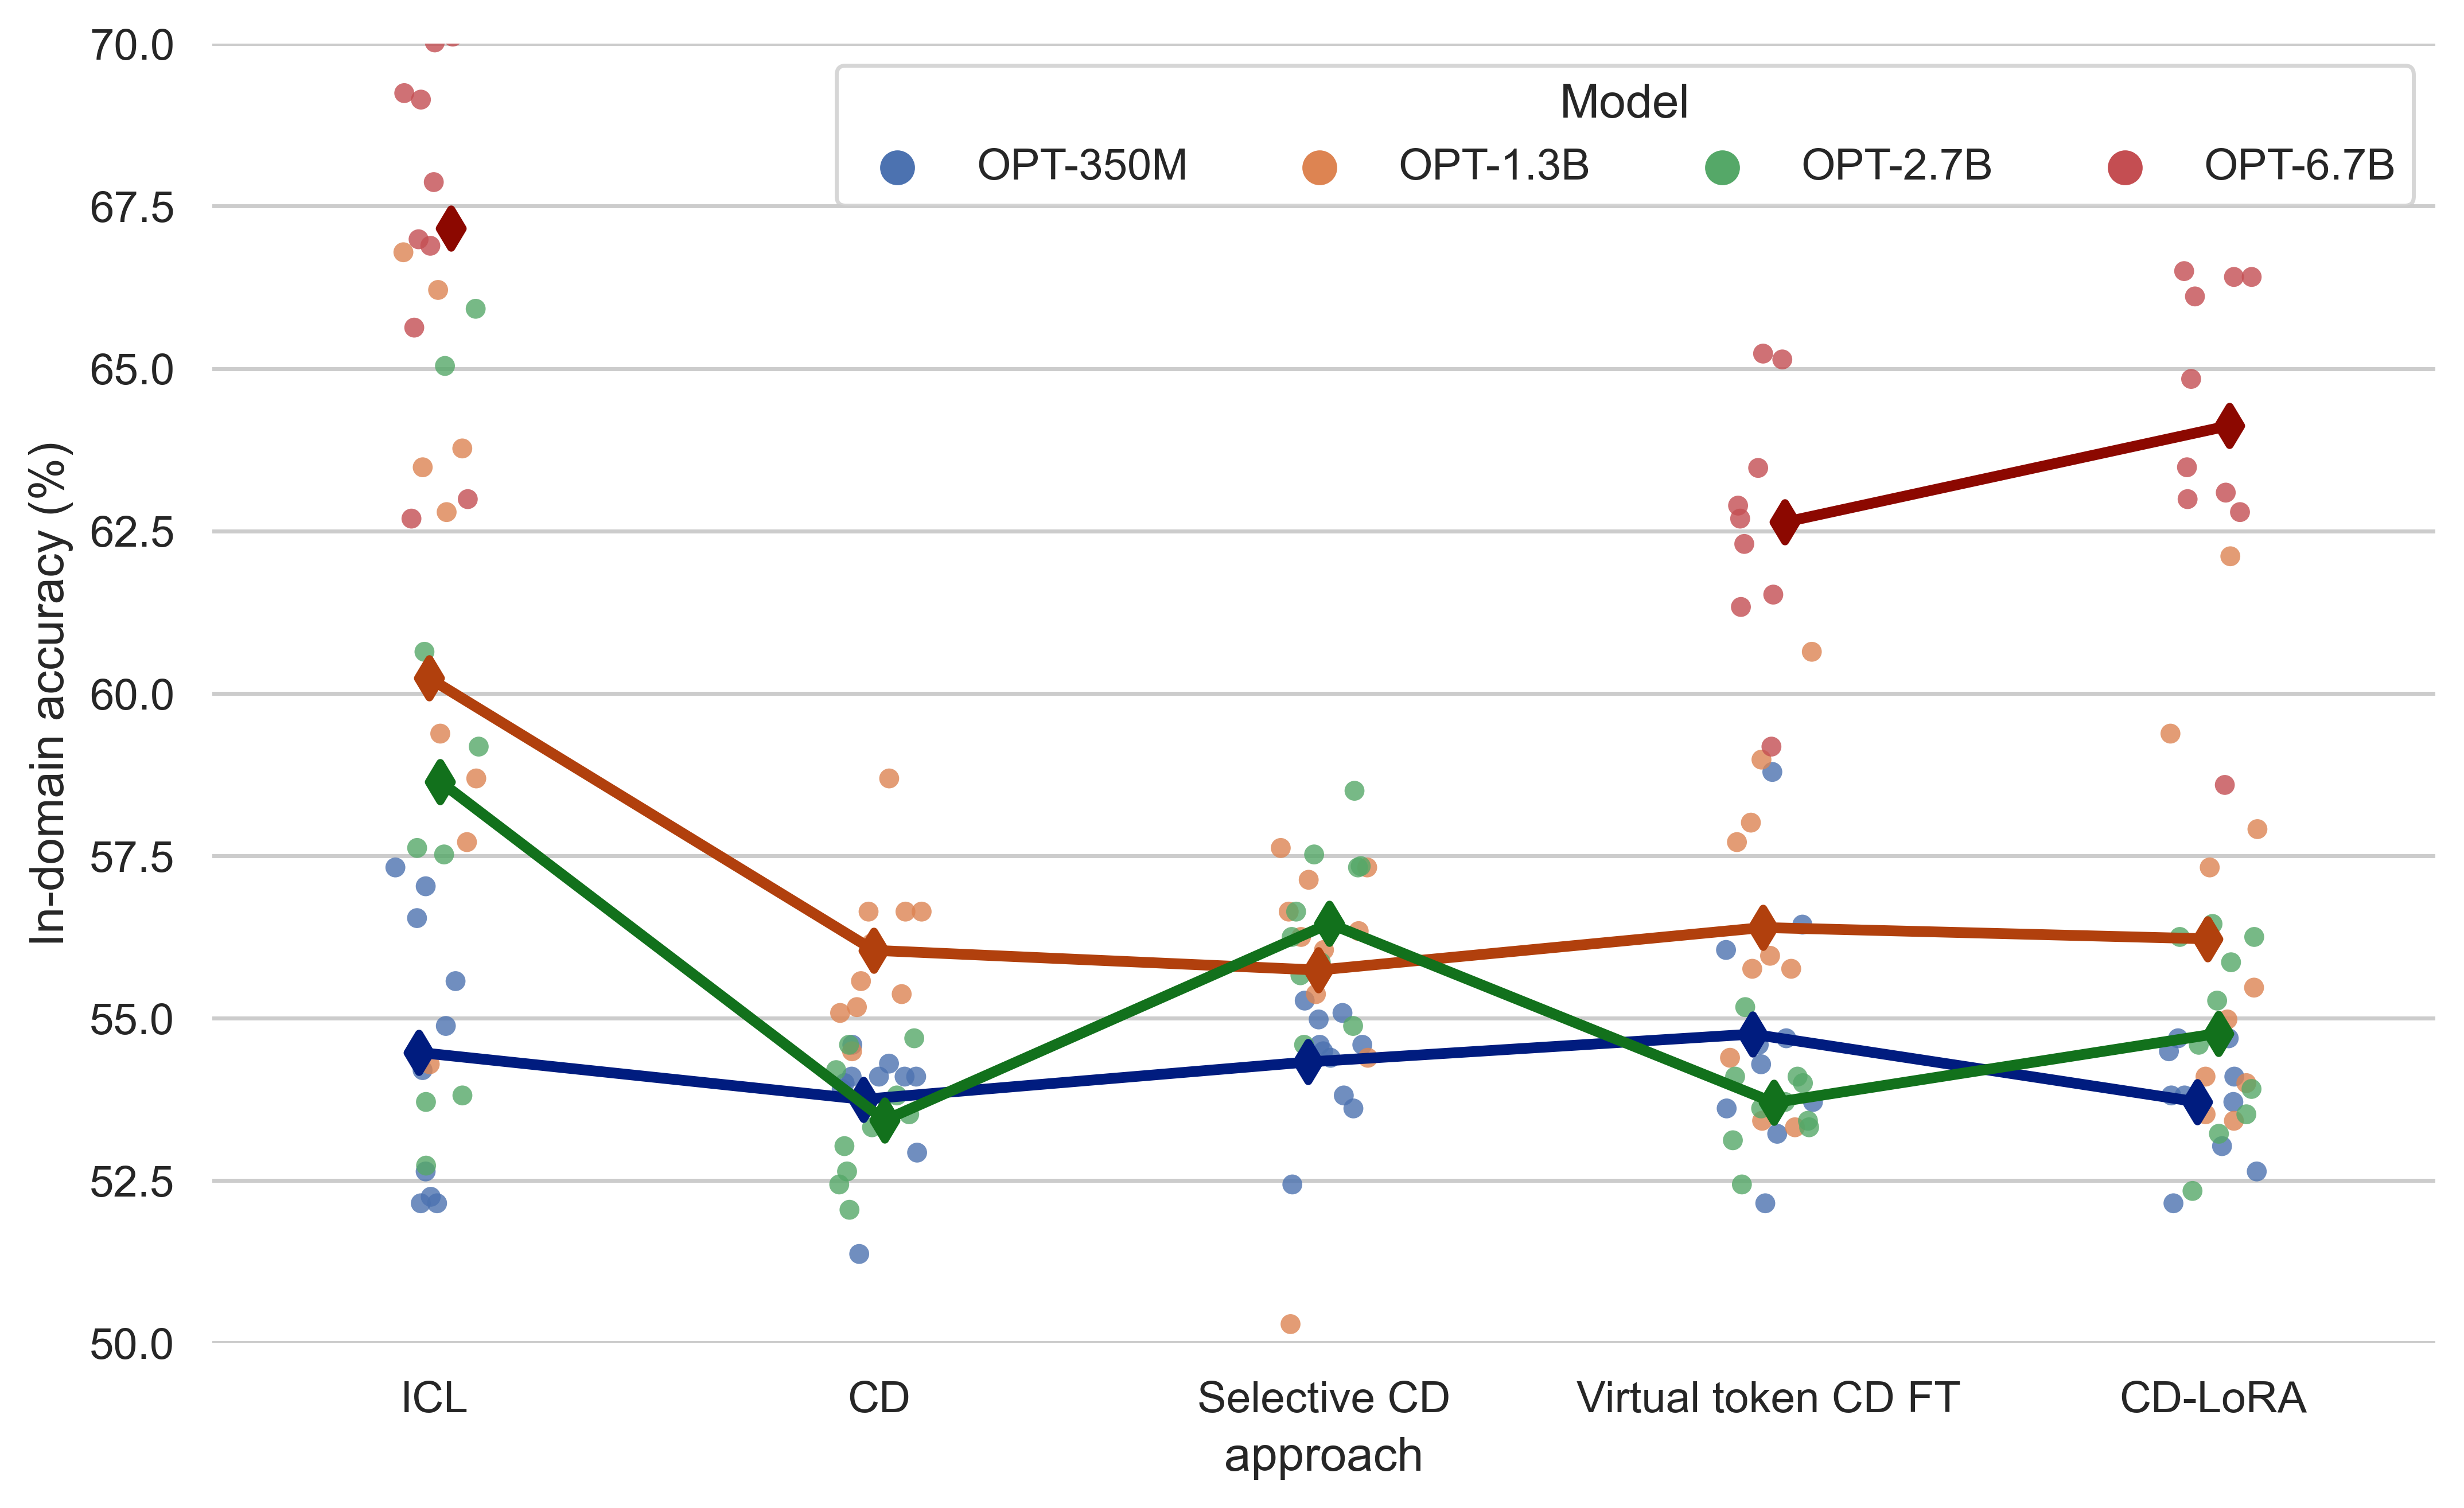 Model
OPT-350M OPT-1.3B OPT-2.7B OPT-6.7B
In-domain accuracy (%)
70.0
67.5
65.0
62.5
60.0
57.5
55.0
52.5
50.0
ICL CD Selective CD Virtual token CD FT CD-LoRA
approach